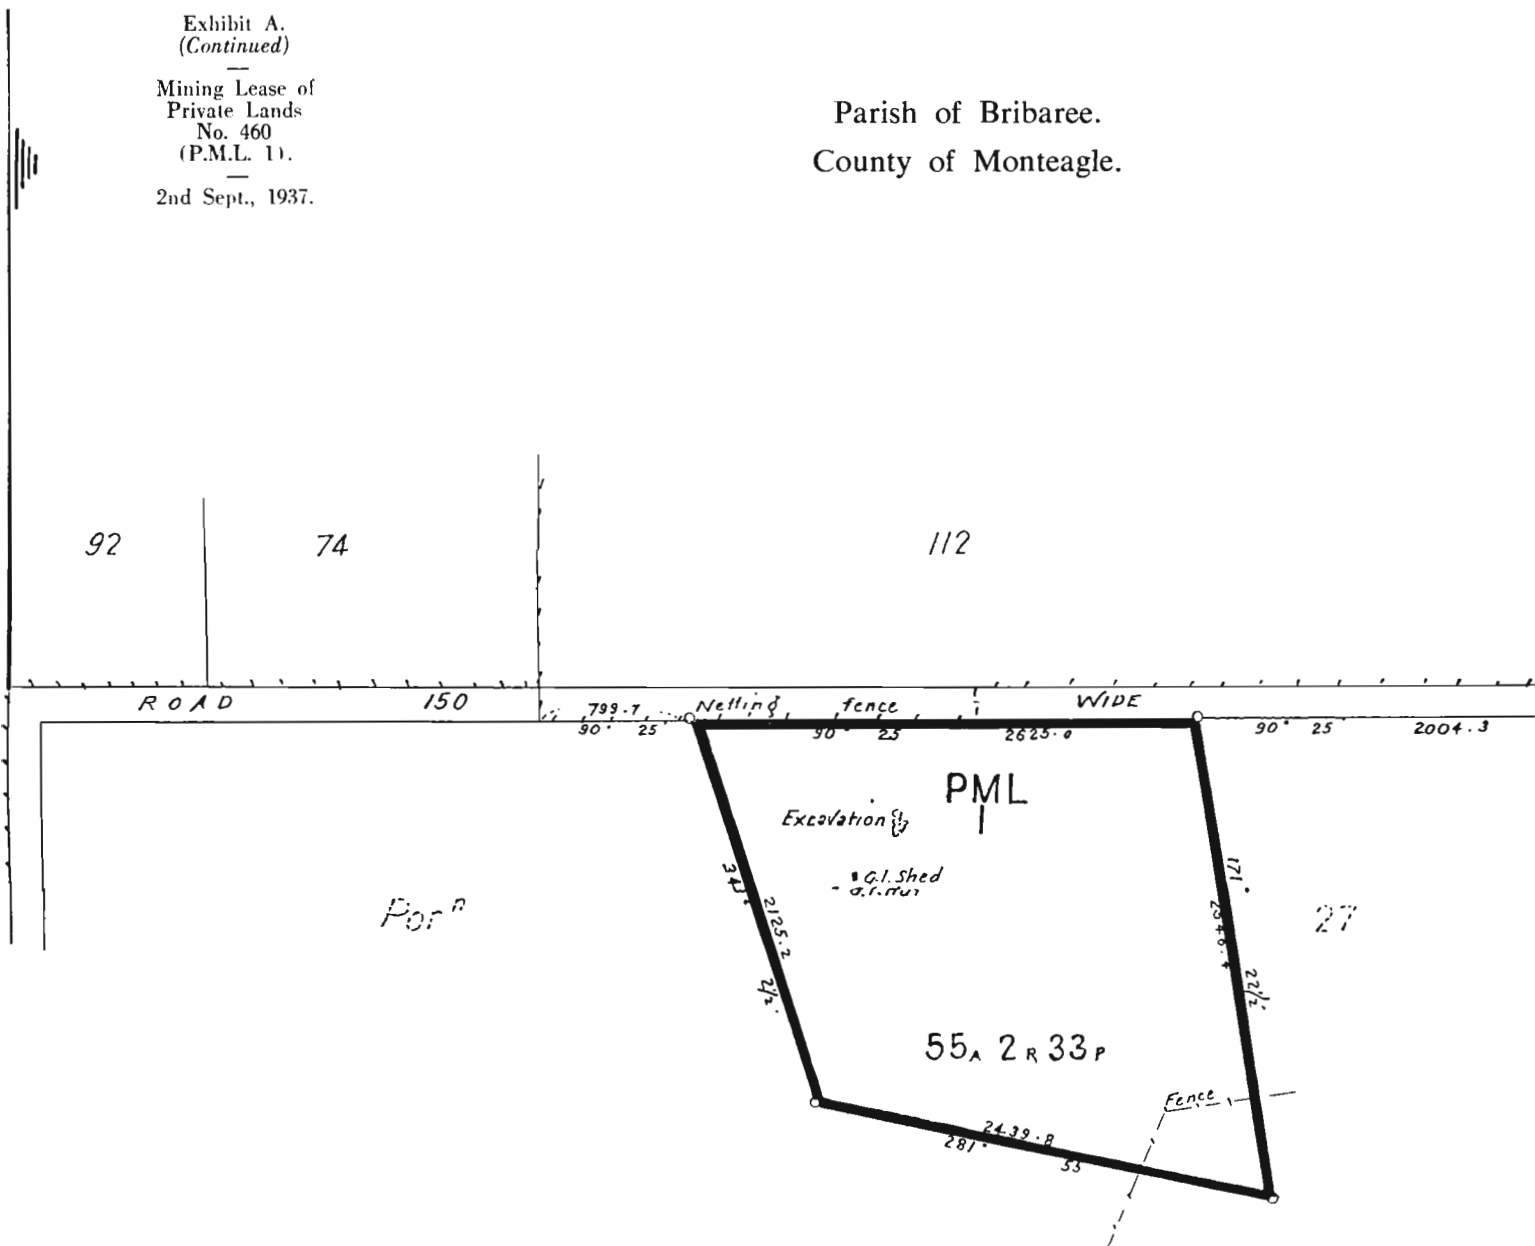 Exhibit A.
(Continued)
Mining Lease of
Private Lands
No. 460
(P.M.L. 1).
2nd Sept., 1937.
Parish of Bribaree.
County of Monteagle.
92
74
112
ROAD
150
799.7
Netting fence
WIDE
90° 25
90° 25
2625.0
90° 25
2004.3
PML
1
Excavation
G.I. Shed
343°
2125.2
2½'
171°
22½'
Porⁿ
27
55A 2R 33P
Fence
2439.8
281° 53